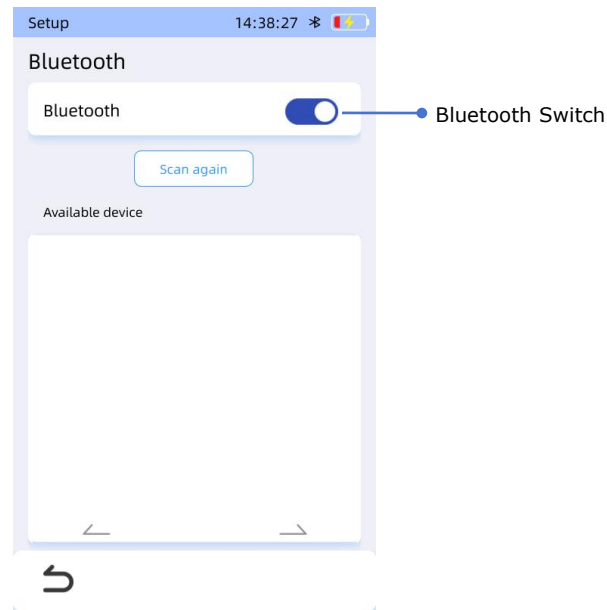 Setup 14:38:27
Bluetooth
Bluetooth
Bluetooth Switch
Scan again
Available device